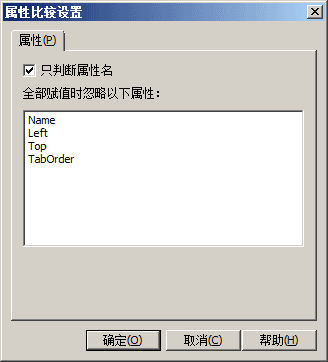 属性比较设置
属性(P)
只判断属性名
全部赋值时忽略以下属性：
Name
Left
Top
TabOrder
确定(O) 取消(C) 帮助(H)